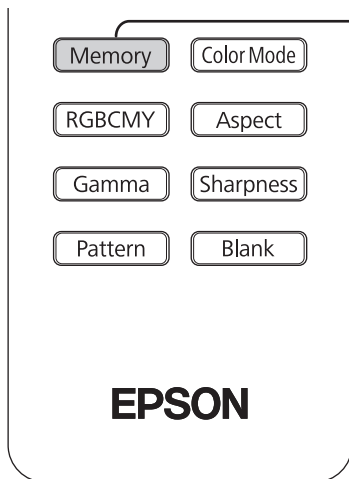 Memory Color Mode
RGBCMY Aspect
Gamma Sharpness
Pattern Blank
EPSON